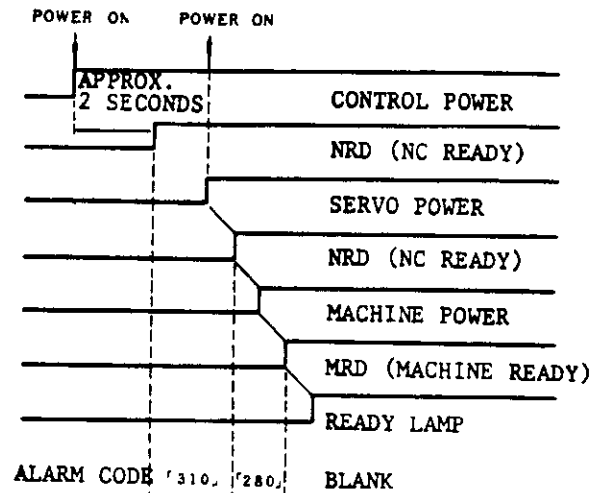 POWER ON POWER ON
APPROX.
2 SECONDS
CONTROL POWER
NRD (NC READY)
SERVO POWER
NRD (NC READY)
MACHINE POWER
MRD (MACHINE READY)
READY LAMP
ALARM CODE「310」「280」 BLANK